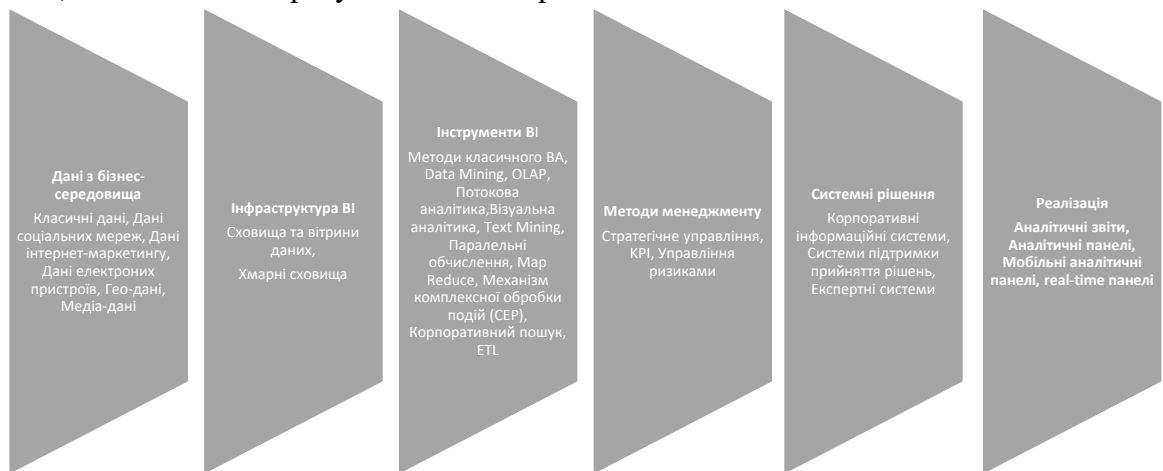 Дані з бізнес-
середовища
Класичні дані, Дані
соціальних мереж, Дані
інтернет-маркетингу,
Дані електроних
пристроїв, Гео-дані,
Медіа-дані
Інфраструктура ВІ
Сховища та вітрини
даних,
Хмарні сховища
Інструменти ВІ
Методи класичного ВА,
Data Mining, OLAP,
Потокова
аналітика,Візуальна
аналітика, Text Mining,
Паралельні
обчислення, Map
Reduce, Механізм
комплексної обробки
подій (CEP),
Корпоративний пошук,
ETL
Методи менеджменту
Стратегічне управління,
KPI, Управління
ризиками
Системні рішення
Корпоративні
інформаційні системи,
Системи підтримки
прийняття рішень,
Експертні системи
Реалізація
Аналітичні звіти,
Аналітичні панелі,
Мобільні аналітичні
панелі, real-time панелі